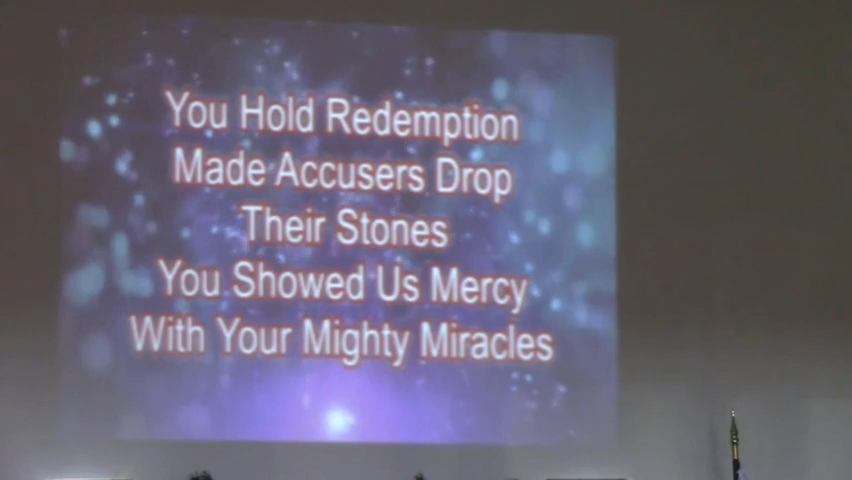 You Hold Redemption
Made Accusers Drop
Their Stones
You Showed Us Mercy
With Your Mighty Miracles